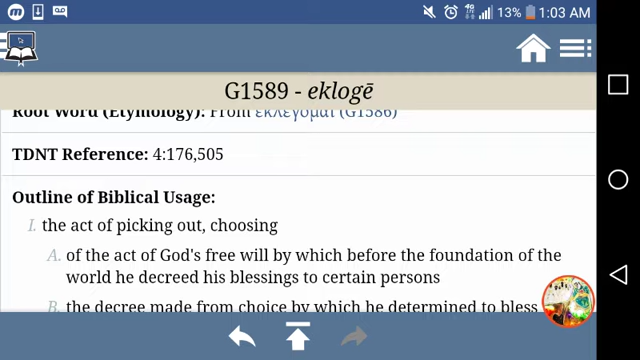 13% 1:03 AM
G1589 - eklogē
Root Word (Etymology): From ἐκλέγομαι (G1586)
TDNT Reference: 4:176,505
Outline of Biblical Usage:
I. the act of picking out, choosing
A. of the act of God's free will by which before the foundation of the
world he decreed his blessings to certain persons
B. the decree made from choice by which he determined to bless